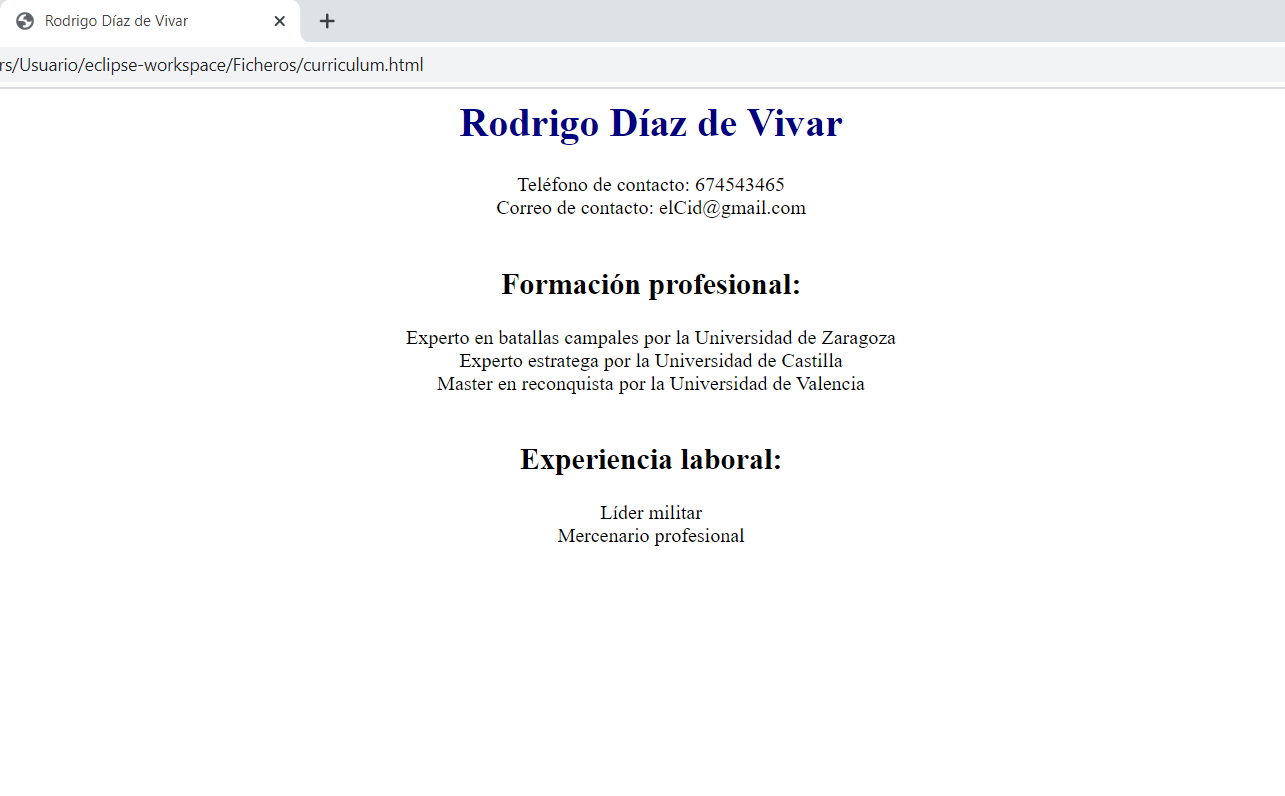 Rodrigo Díaz de Vivar
rs/Usuario/eclipse-workspace/Ficheros/curriculum.html
Rodrigo Díaz de Vivar
Teléfono de contacto: 674543465
Correo de contacto: elCid@gmail.com
Formación profesional:
Experto en batallas campales por la Universidad de Zaragoza
Experto estratega por la Universidad de Castilla
Master en reconquista por la Universidad de Valencia
Experiencia laboral:
Líder militar
Mercenario profesional